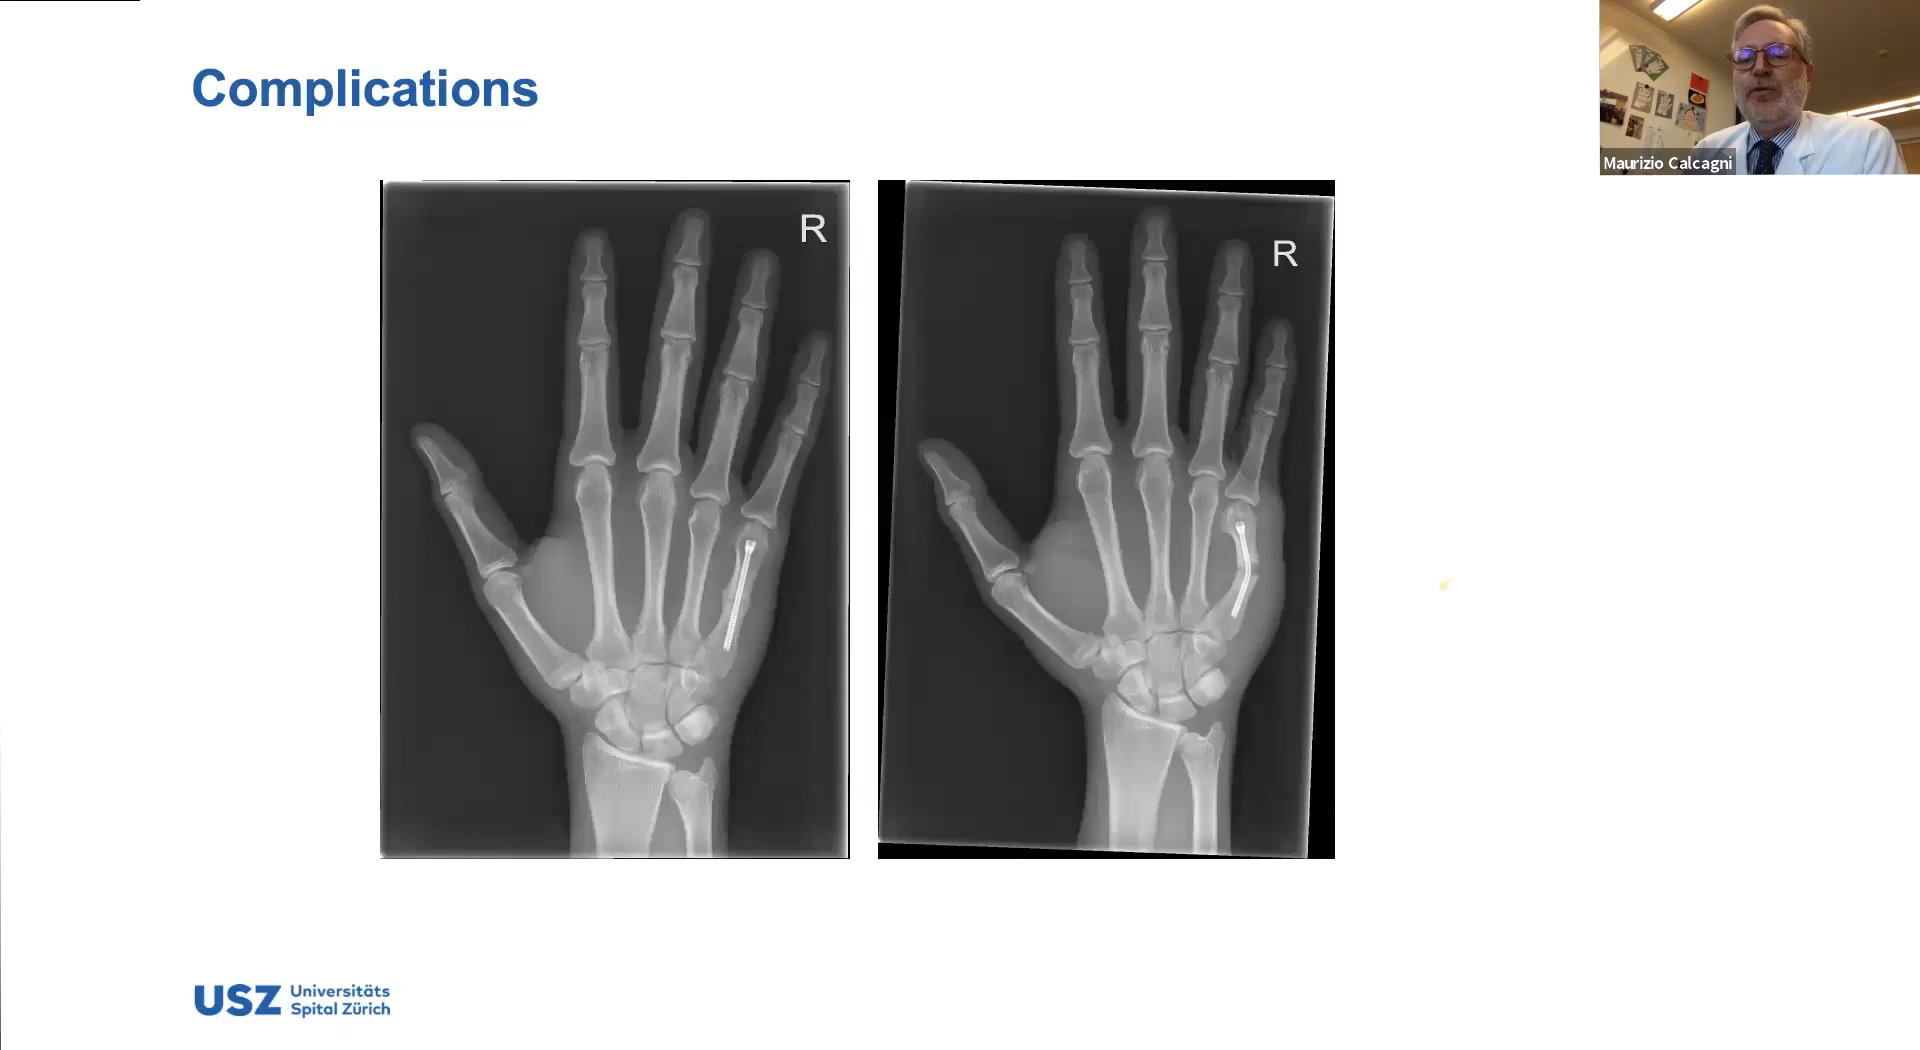 Complications
Maurizio Calcagni
R
R
USZ Universitäts
Spital Zürich